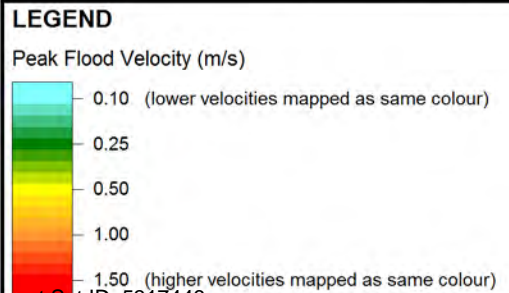 LEGEND
Peak Flood Velocity (m/s)
0.10 (lower velocities mapped as same colour)
0.25
0.50
1.00
1.50 (higher velocities mapped as same colour)